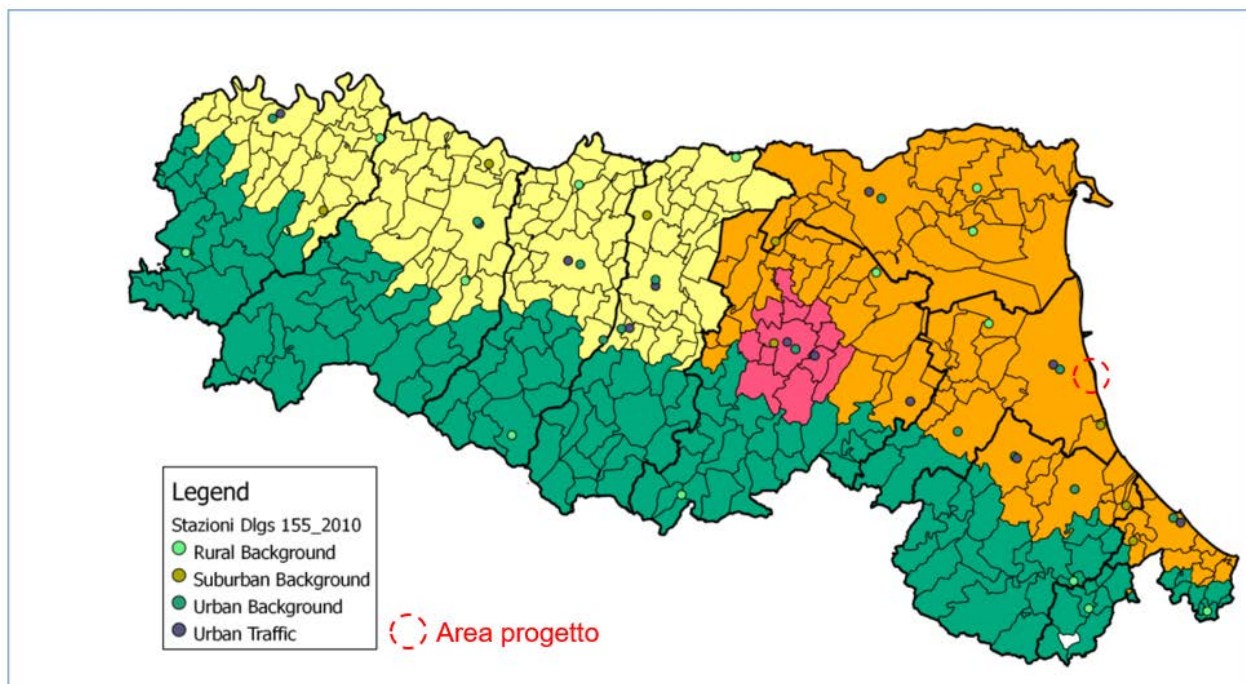 Legend
Stazioni Dlgs 155_2010
Rural Background
Suburban Background
Urban Background
Urban Traffic
Area progetto